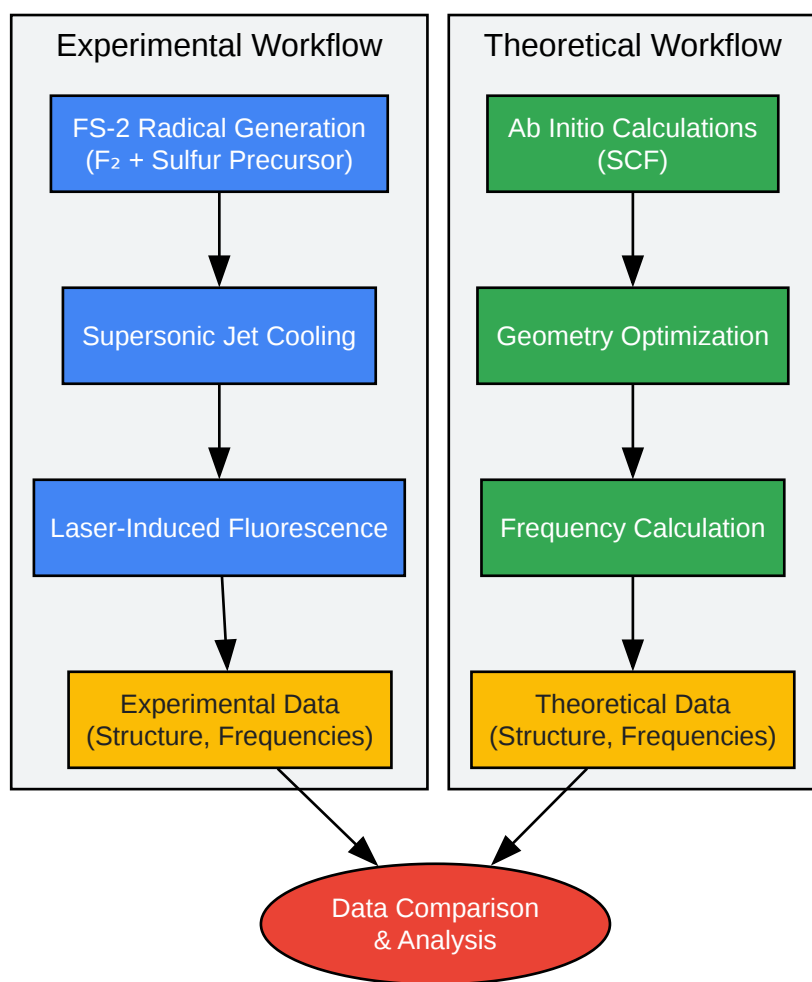 Experimental Workflow
FS-2 Radical Generation
(F₂ + Sulfur Precursor)
Supersonic Jet Cooling
Laser-Induced Fluorescence
Experimental Data
(Structure, Frequencies)
Theoretical Workflow
Ab Initio Calculations
(SCF)
Geometry Optimization
Frequency Calculation
Theoretical Data
(Structure, Frequencies)
Data Comparison
& Analysis